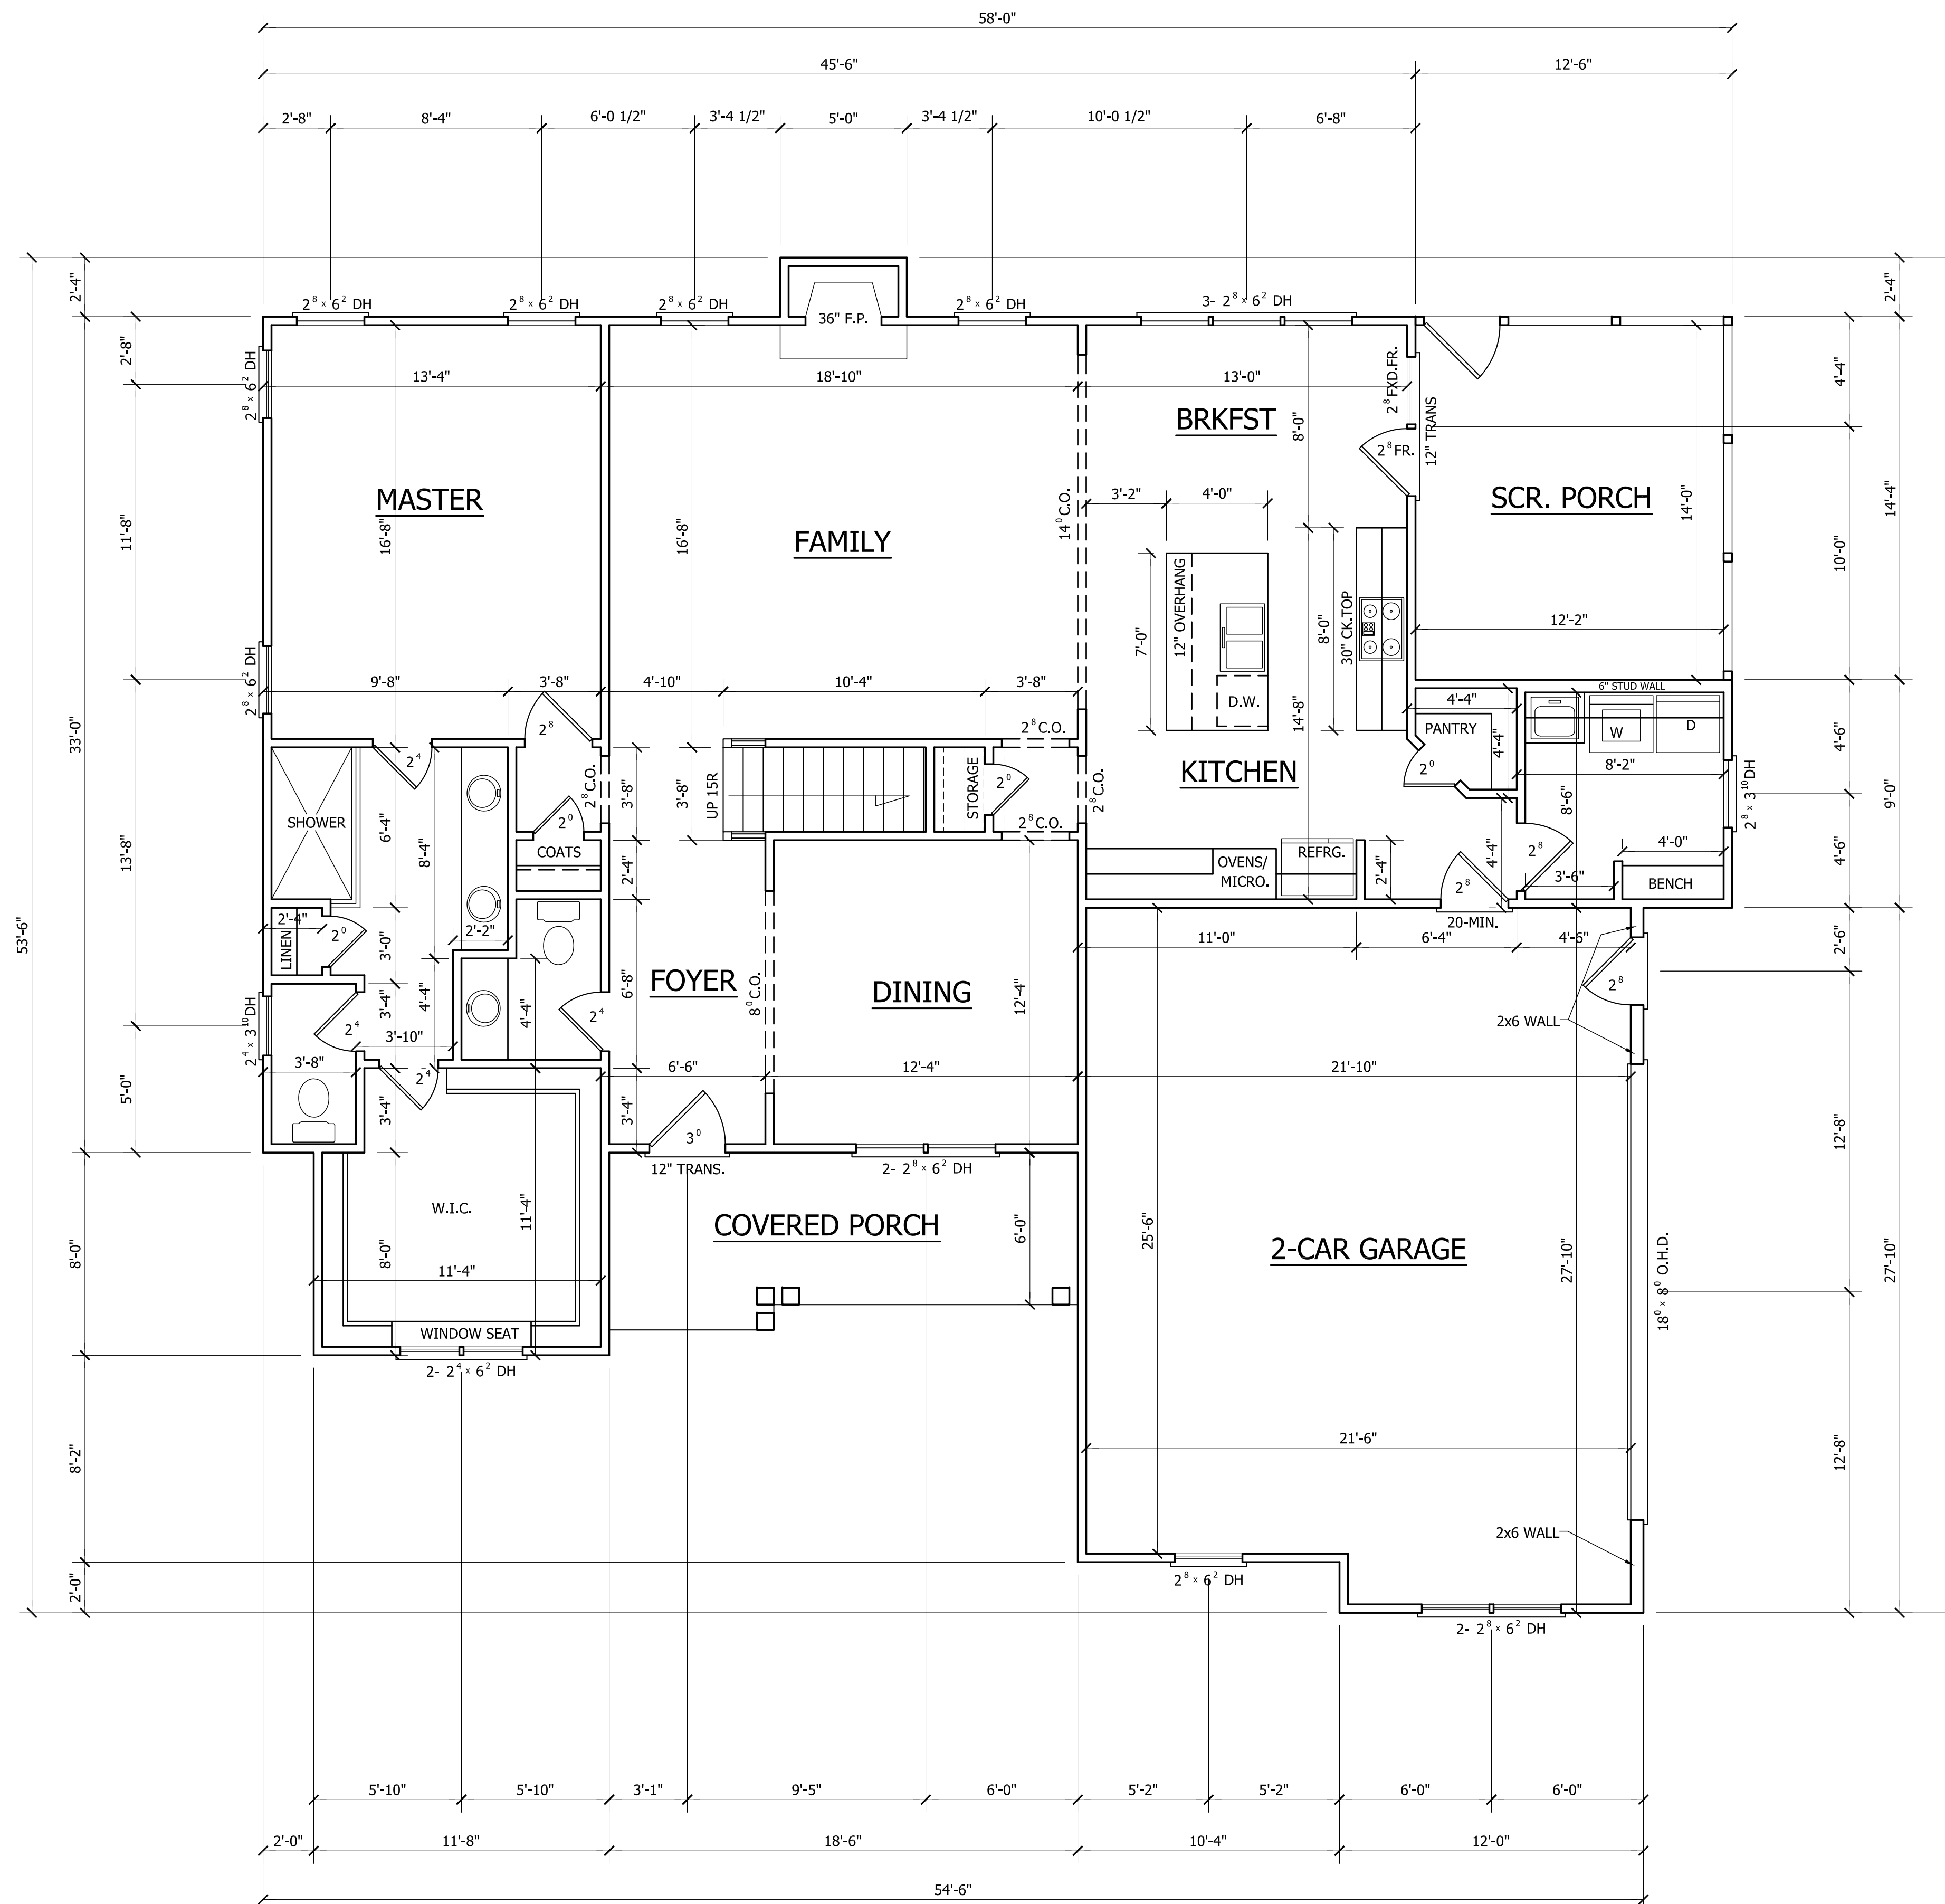 58'-0"
45'-6" 12'-6"
2'-8" 8'-4" 6'-0 1/2" 3'-4 1/2" 5'-0" 3'-4 1/2" 10'-0 1/2" 6'-8"
2'-4" 2'-4"
2⁸ x 6² DH 2⁸ x 6² DH 2⁸ x 6² DH 36" F.P. 2⁸ x 6² DH 3- 2⁸ x 6² DH
2'-8" 2⁸ x 6² DH 13'-4" 18'-10" 13'-0" 2⁸ FXD.FR. 12" TRANS 4'-4"
BRKFST 8'-0" 2⁸ FR.
MASTER 16'-8" 16'-8" 14⁰ C.O. 3'-2" 4'-0" SCR. PORCH 14'-0" 14'-4"
11'-8" FAMILY 10'-0"
7'-0" 12" OVERHANG 8'-0" 30" CK.TOP 12'-2"
33'-0" 2⁸ x 6² DH 9'-8" 3'-8" 4'-10" 10'-4" 3'-8" D.W. 14'-8" 4'-4" 6" STUD WALL
2⁸ 2⁸ C.O. PANTRY 4'-4" W D 4'-6"
2⁴ KITCHEN 2⁰ 8'-2"
2⁸ C.O. 3'-8" 3'-8" UP 15R STORAGE 2⁰ 2⁸ C.O. 8'-6" 2⁸ x 3¹⁰ DH 9'-0"
SHOWER 6'-4" 8'-4" 2⁰ 2⁸ C.O.
13'-8" COATS 2'-4" OVENS/ REFRG. 2'-4" 4'-4" 2⁸ 4'-0" 4'-6"
MICRO. 2⁸ 3'-6" BENCH
53'-6" 2'-4" 20-MIN.
LINEN 2⁰ 3'-0" 2'-2" 11'-0" 6'-4" 4'-6" 2'-6"
FOYER 6'-8" 8⁰ C.O. DINING 12'-4" 2⁸
2⁴ x 3¹⁰ DH 2⁴ 3'-4" 4'-4" 4'-4" 2⁴ 2x6 WALL
3'-10"
3'-8" 2⁴ 6'-6" 12'-4" 21'-10"
5'-0" 3'-4" 3'-4" 3⁰ 12'-8"
12" TRANS. 2- 2⁸ x 6² DH
W.I.C. 11'-4" COVERED PORCH 6'-0" 25'-6" 2-CAR GARAGE 27'-10" 18⁰ x 8⁰ O.H.D. 27'-10"
8'-0" 8'-0" 11'-4"
WINDOW SEAT
2- 2⁴ x 6² DH
8'-2" 21'-6" 12'-8"
2x6 WALL
2'-0" 2⁸ x 6² DH
2- 2⁸ x 6² DH
5'-10" 5'-10" 3'-1" 9'-5" 6'-0" 5'-2" 5'-2" 6'-0" 6'-0"
2'-0" 11'-8" 18'-6" 10'-4" 12'-0"
54'-6"